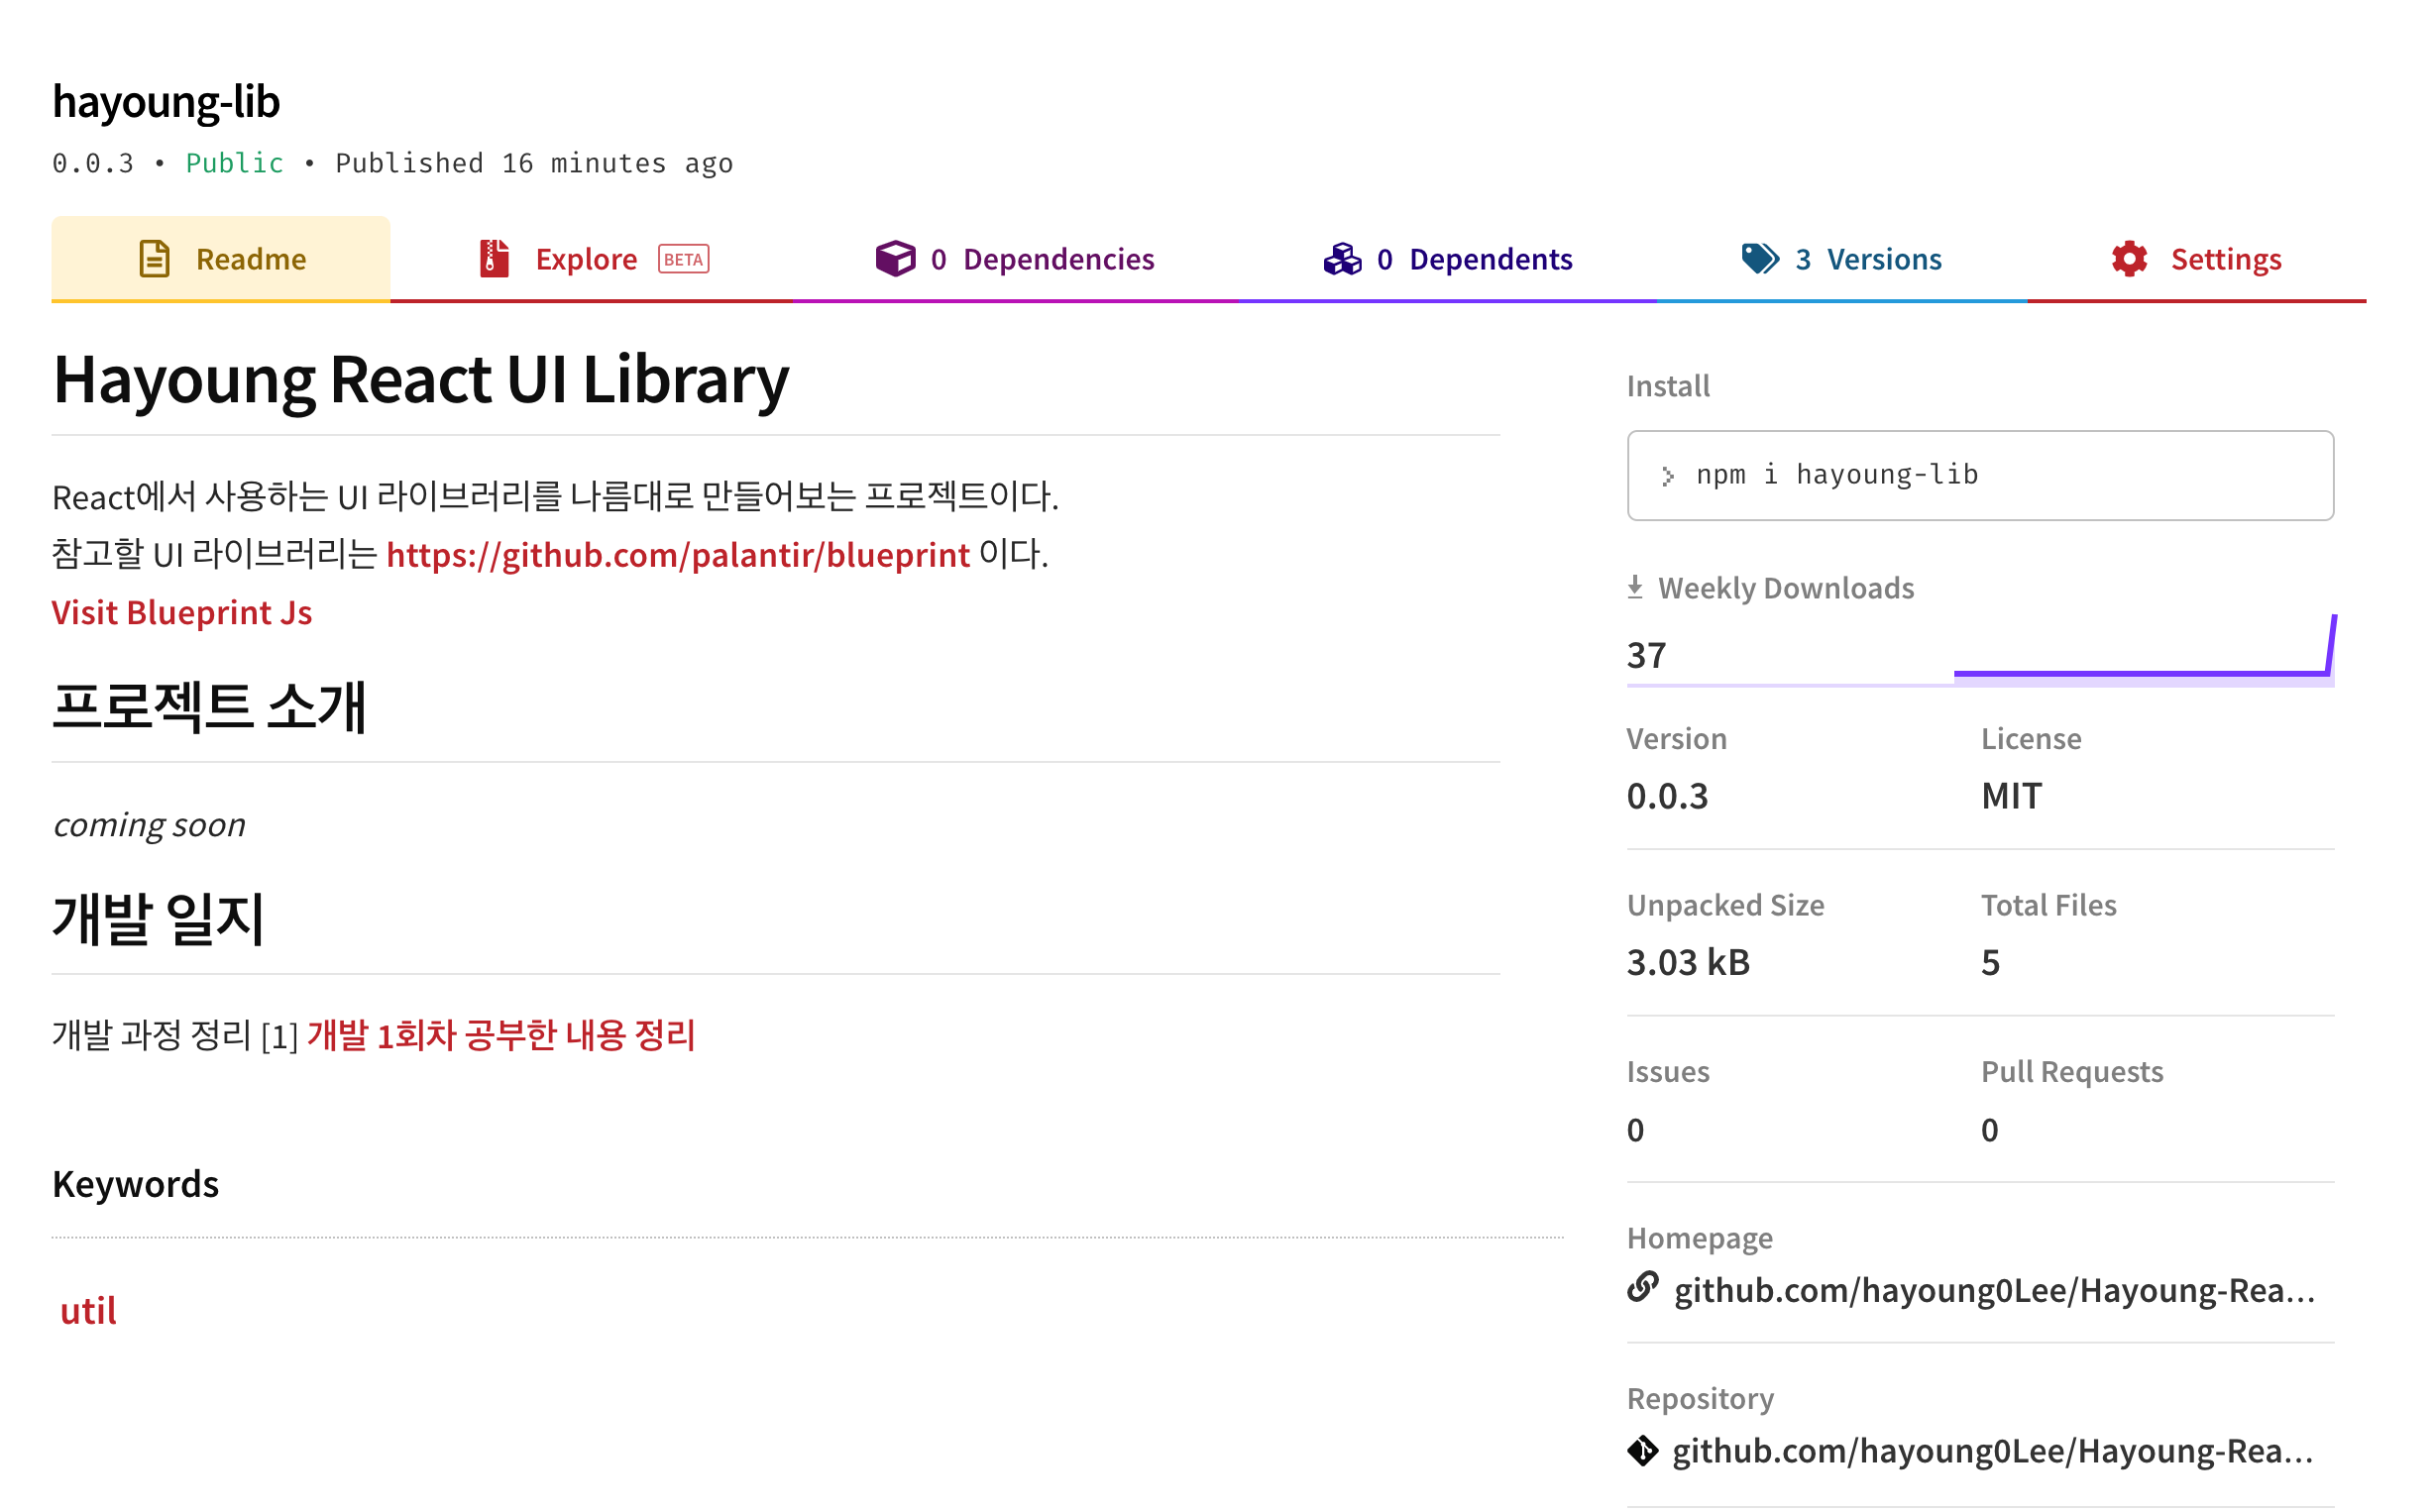 hayoung-lib
0.0.3 • Public • Published 16 minutes ago
Readme
Explore BETA
0 Dependencies
0 Dependents
3 Versions
Settings
Hayoung React UI Library
React에서 사용하는 UI 라이브러리를 나름대로 만들어보는 프로젝트이다.
참고할 UI 라이브러리는 https://github.com/palantir/blueprint 이다.
Visit Blueprint Js
프로젝트 소개
coming soon
개발 일지
개발 과정 정리 [1] 개발 1회차 공부한 내용 정리
Keywords
util
Install
npm i hayoung-lib
Weekly Downloads
37
Version
0.0.3
License
MIT
Unpacked Size
3.03 kB
Total Files
5
Issues
0
Pull Requests
0
Homepage
github.com/hayoung0Lee/Hayoung-Rea...
Repository
github.com/hayoung0Lee/Hayoung-Rea...